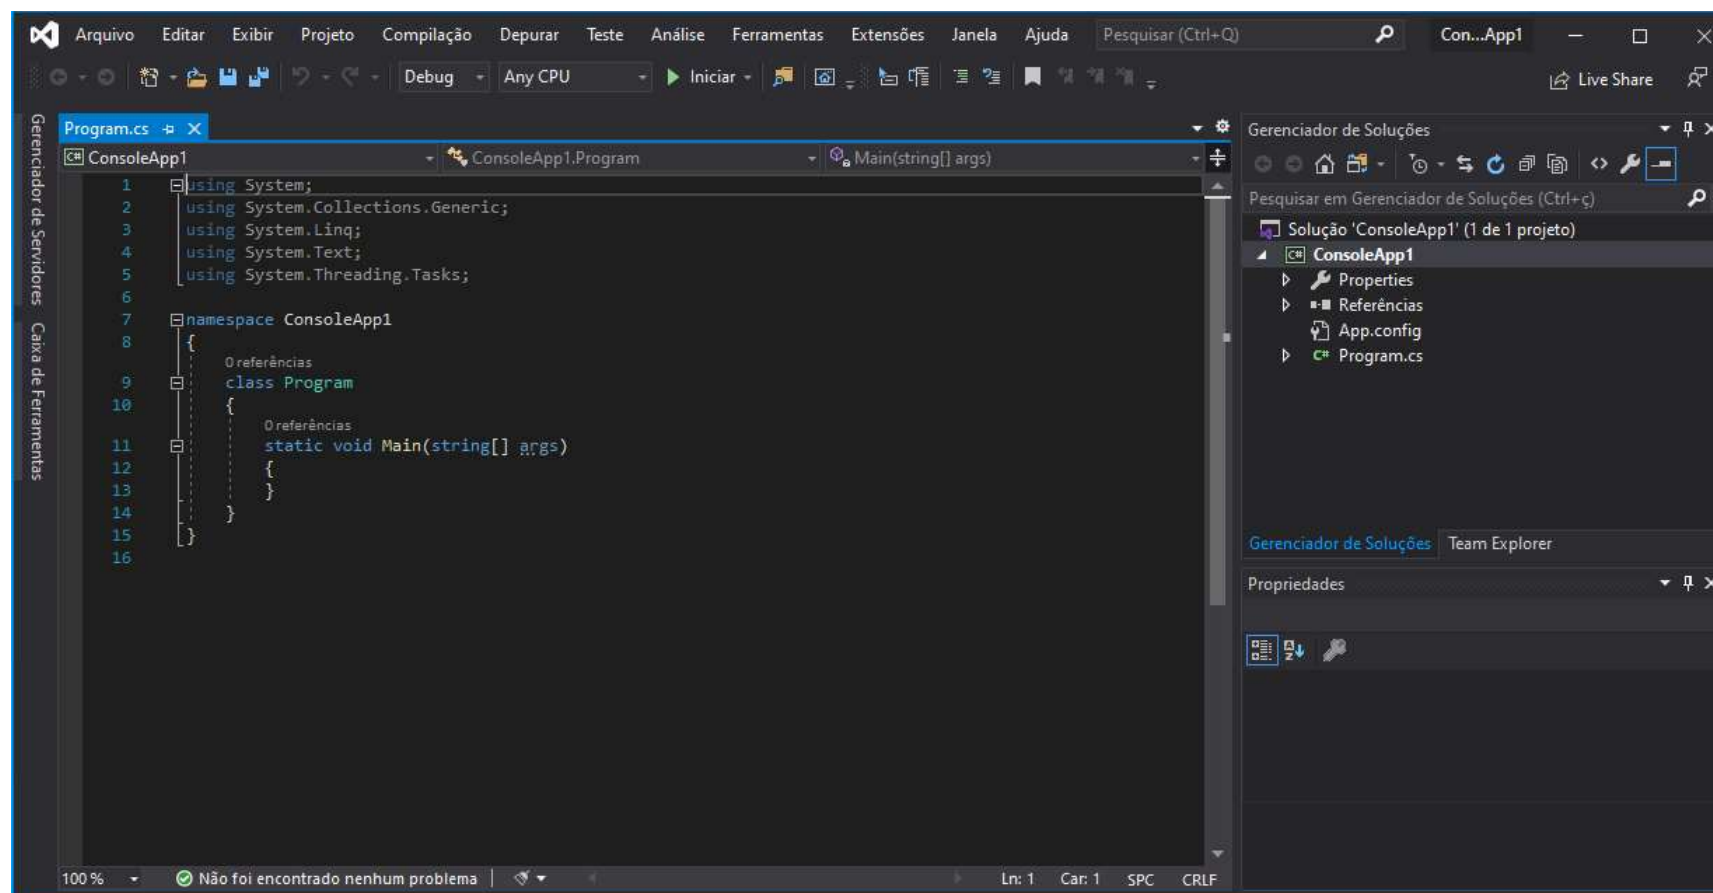 Arquivo Editar Exibir Projeto Compilação Depurar Teste Análise Ferramentas Extensões Janela Ajuda Pesquisar (Ctrl+Q) Con...App1
Debug Any CPU Iniciar Live Share
Gerenciador de Servidores
Caixa de Ferramentas
Program.cs
ConsoleApp1 ConsoleApp1.Program Main(string[] args)
1 using System;
2 using System.Collections.Generic;
3 using System.Linq;
4 using System.Text;
5 using System.Threading.Tasks;
6
7 namespace ConsoleApp1
8 {
0 referências
9 class Program
10 {
0 referências
11 static void Main(string[] args)
12 {
13 }
14 }
15 }
16
100 % Não foi encontrado nenhum problema Ln: 1 Car: 1 SPC CRLF
Gerenciador de Soluções
Pesquisar em Gerenciador de Soluções (Ctrl+ç)
Solução 'ConsoleApp1' (1 de 1 projeto)
C# ConsoleApp1
Properties
Referências
App.config
C# Program.cs
Gerenciador de Soluções Team Explorer
Propriedades